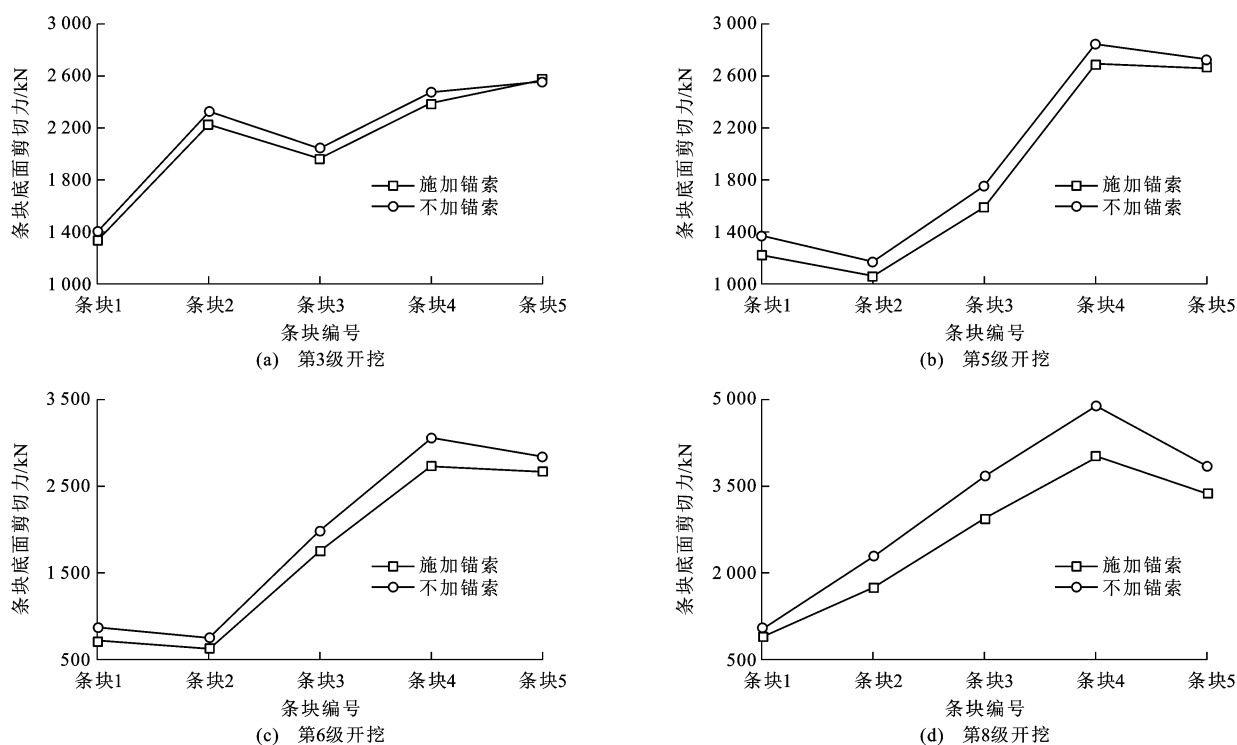 3 000
2 600
2 200
1 800
1 400
1 000
条块底面剪切力/kN
施加锚索
不加锚索
条块1 条块2 条块3 条块4 条块5
条块编号
(a) 第3级开挖
3 000
2 600
2 200
1 800
1 400
1 000
条块底面剪切力/kN
施加锚索
不加锚索
条块1 条块2 条块3 条块4 条块5
条块编号
(b) 第5级开挖
3 500
2 500
1 500
500
条块底面剪切力/kN
施加锚索
不加锚索
条块1 条块2 条块3 条块4 条块5
条块编号
(c) 第6级开挖
5 000
3 500
2 000
500
条块底面剪切力/kN
施加锚索
不加锚索
条块1 条块2 条块3 条块4 条块5
条块编号
(d) 第8级开挖